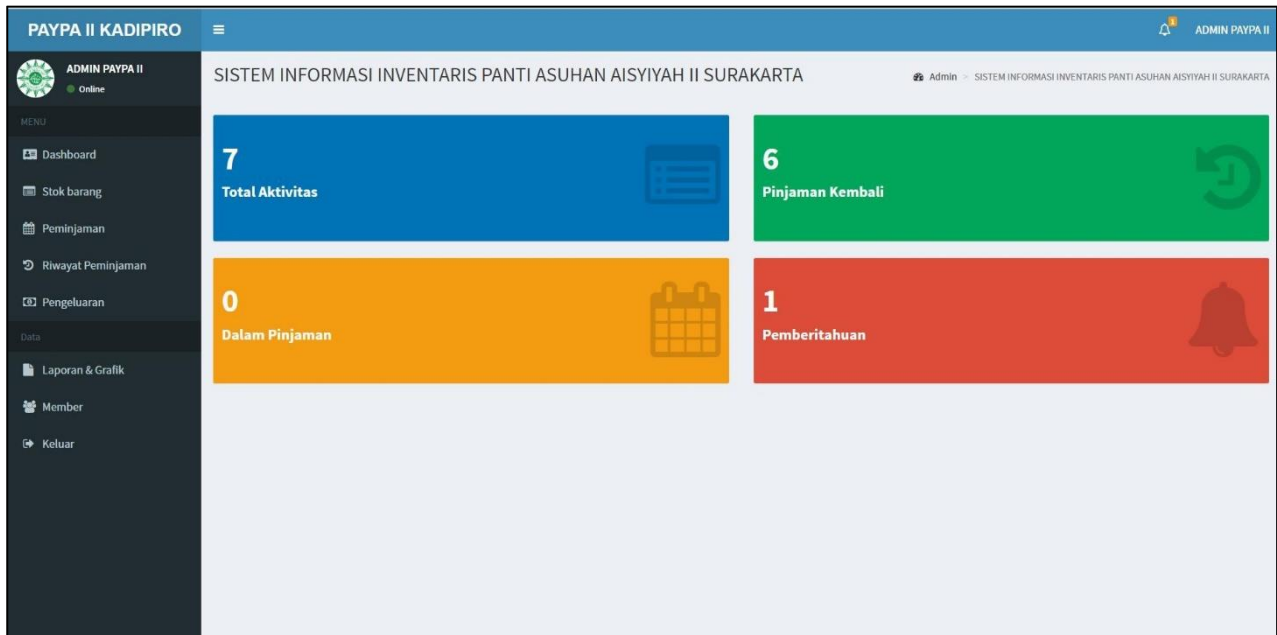 PAYPA II KADIPIRO
1
ADMIN PAYPA II
ADMIN PAYPA II
Online
MENU
Dashboard
Stok barang
Peminjaman
Riwayat Peminjaman
Pengeluaran
Data
Laporan & Grafik
Member
Keluar
SISTEM INFORMASI INVENTARIS PANTI ASUHAN AISYIYAH II SURAKARTA
Admin > SISTEM INFORMASI INVENTARIS PANTI ASUHAN AISYIYAH II SURAKARTA
7
Total Aktivitas
6
Pinjaman Kembali
0
Dalam Pinjaman
1
Pemberitahuan